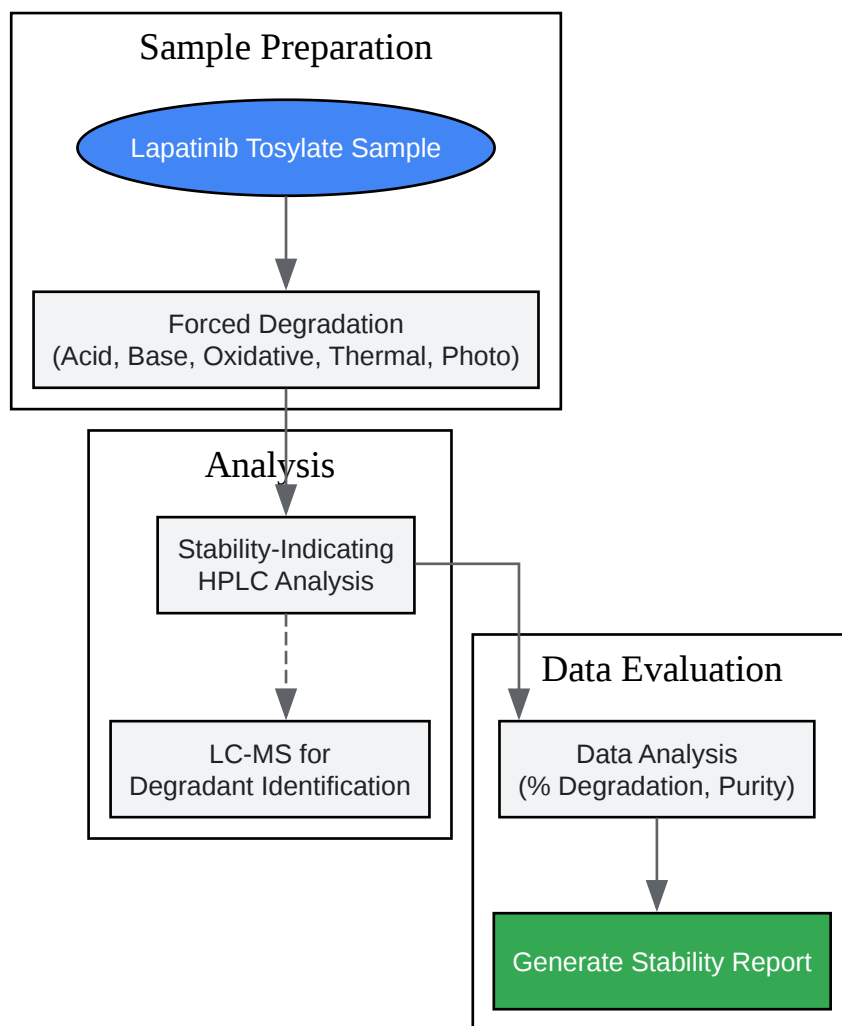 Sample Preparation
Lapatinib Tosylate Sample
Forced Degradation
(Acid, Base, Oxidative, Thermal, Photo)
Analysis
Stability-Indicating
HPLC Analysis
LC-MS for
Degradant Identification
Data Evaluation
Data Analysis
(% Degradation, Purity)
Generate Stability Report